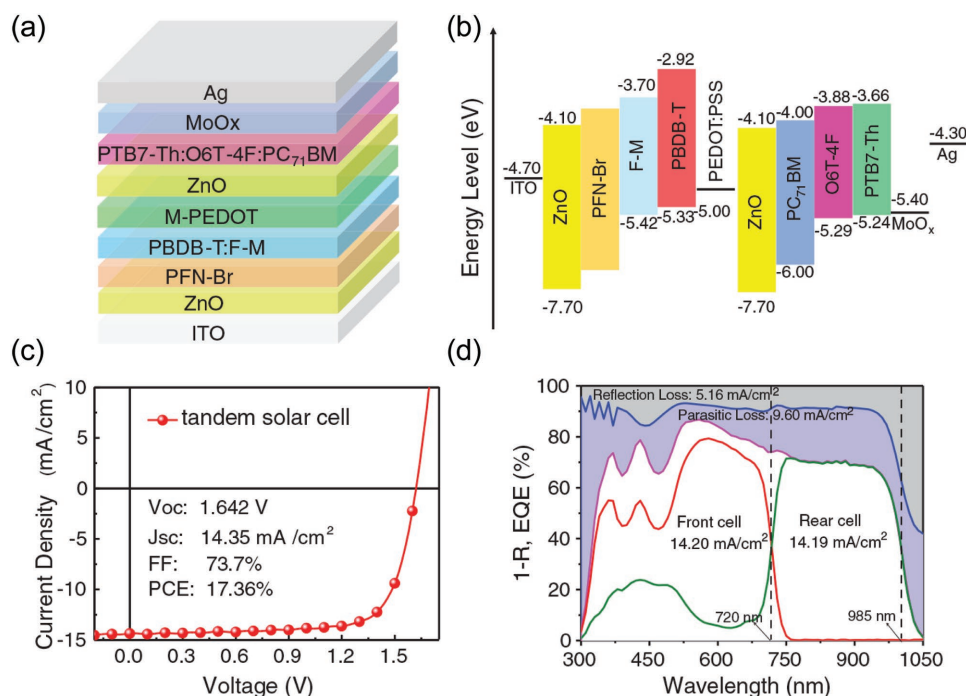 (a)
Ag
MoOx
PTB7-Th:O6T-4F:PC71BM
ZnO
M-PEDOT
PBDB-T:F-M
PFN-Br
ZnO
ITO
(b)
Energy Level (eV)
-4.70
ITO
-4.10
ZnO
-7.70
PFN-Br
-3.70
F-M
-5.42
-2.92
PBDB-T
-5.33
PEDOT:PSS
-5.00
-4.10
ZnO
-7.70
-4.00
PC71BM
-6.00
-3.88
O6T-4F
-5.29
-3.66
PTB7-Th
-5.24
-5.40
MoOx
-4.30
Ag
(c)
Current Density (mA/cm2)
10
5
0
-5
-10
-15
tandem solar cell
Voc: 1.642 V
Jsc: 14.35 mA /cm2
FF: 73.7%
PCE: 17.36%
0.0 0.3 0.6 0.9 1.2 1.5
Voltage (V)
(d)
1-R, EQE (%)
100
80
60
40
20
0
Reflection Loss: 5.16 mA/cm2
Parasitic Loss: 9.60 mA/cm2
Front cell
14.20 mA/cm2
Rear cell
14.19 mA/cm2
720 nm
985 nm
300 450 600 750 900 1050
Wavelength (nm)